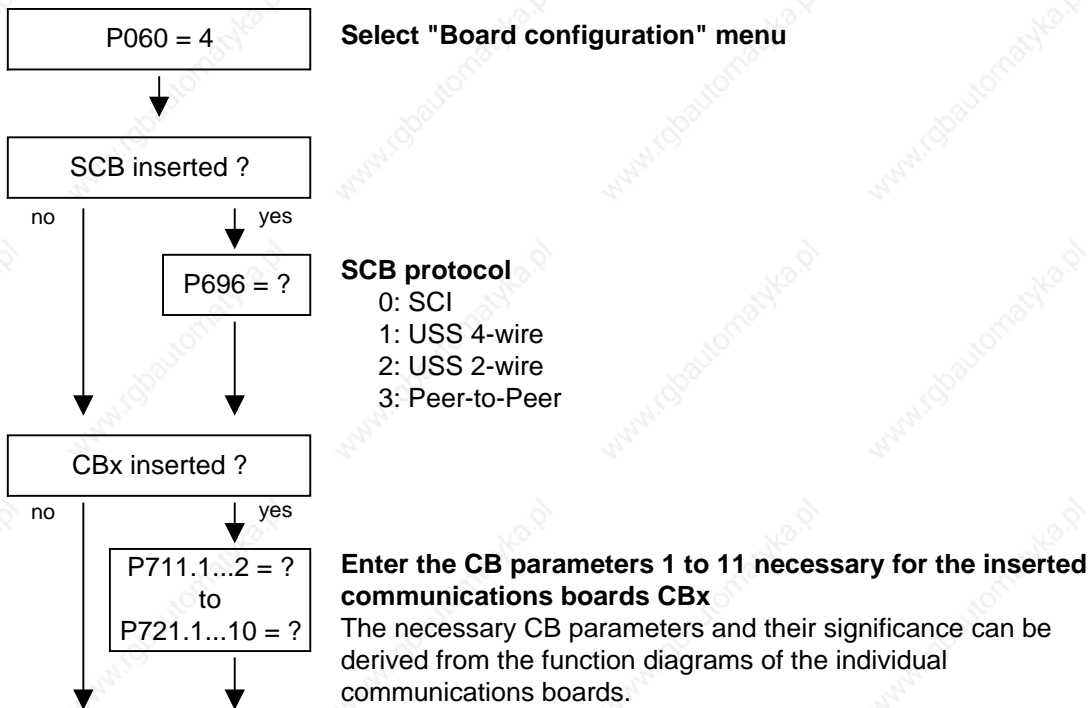 P060 = 4
Select "Board configuration" menu
SCB inserted ?
no
yes
P696 = ?
SCB protocol
0: SCI
1: USS 4-wire
2: USS 2-wire
3: Peer-to-Peer
CBx inserted ?
no
yes
P711.1...2 = ?
to
P721.1...10 = ?
Enter the CB parameters 1 to 11 necessary for the inserted
communications boards CBx
The necessary CB parameters and their significance can be
derived from the function diagrams of the individual
communications boards.
www.rgbautomatyka.pl